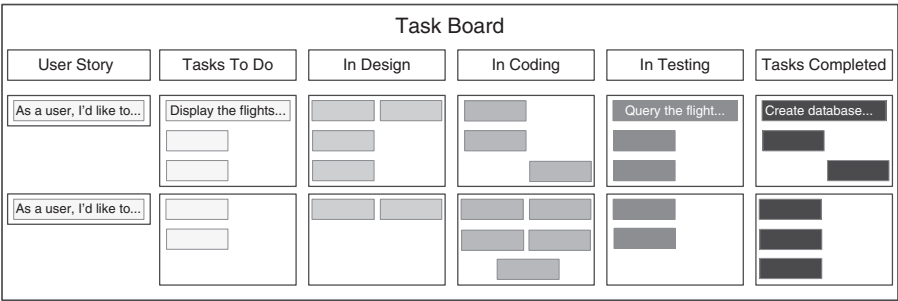 Task Board
User Story
Tasks To Do
In Design
In Coding
In Testing
Tasks Completed
As a user, I'd like to...
Display the flights...
Query the flight...
Create database...
As a user, I'd like to...